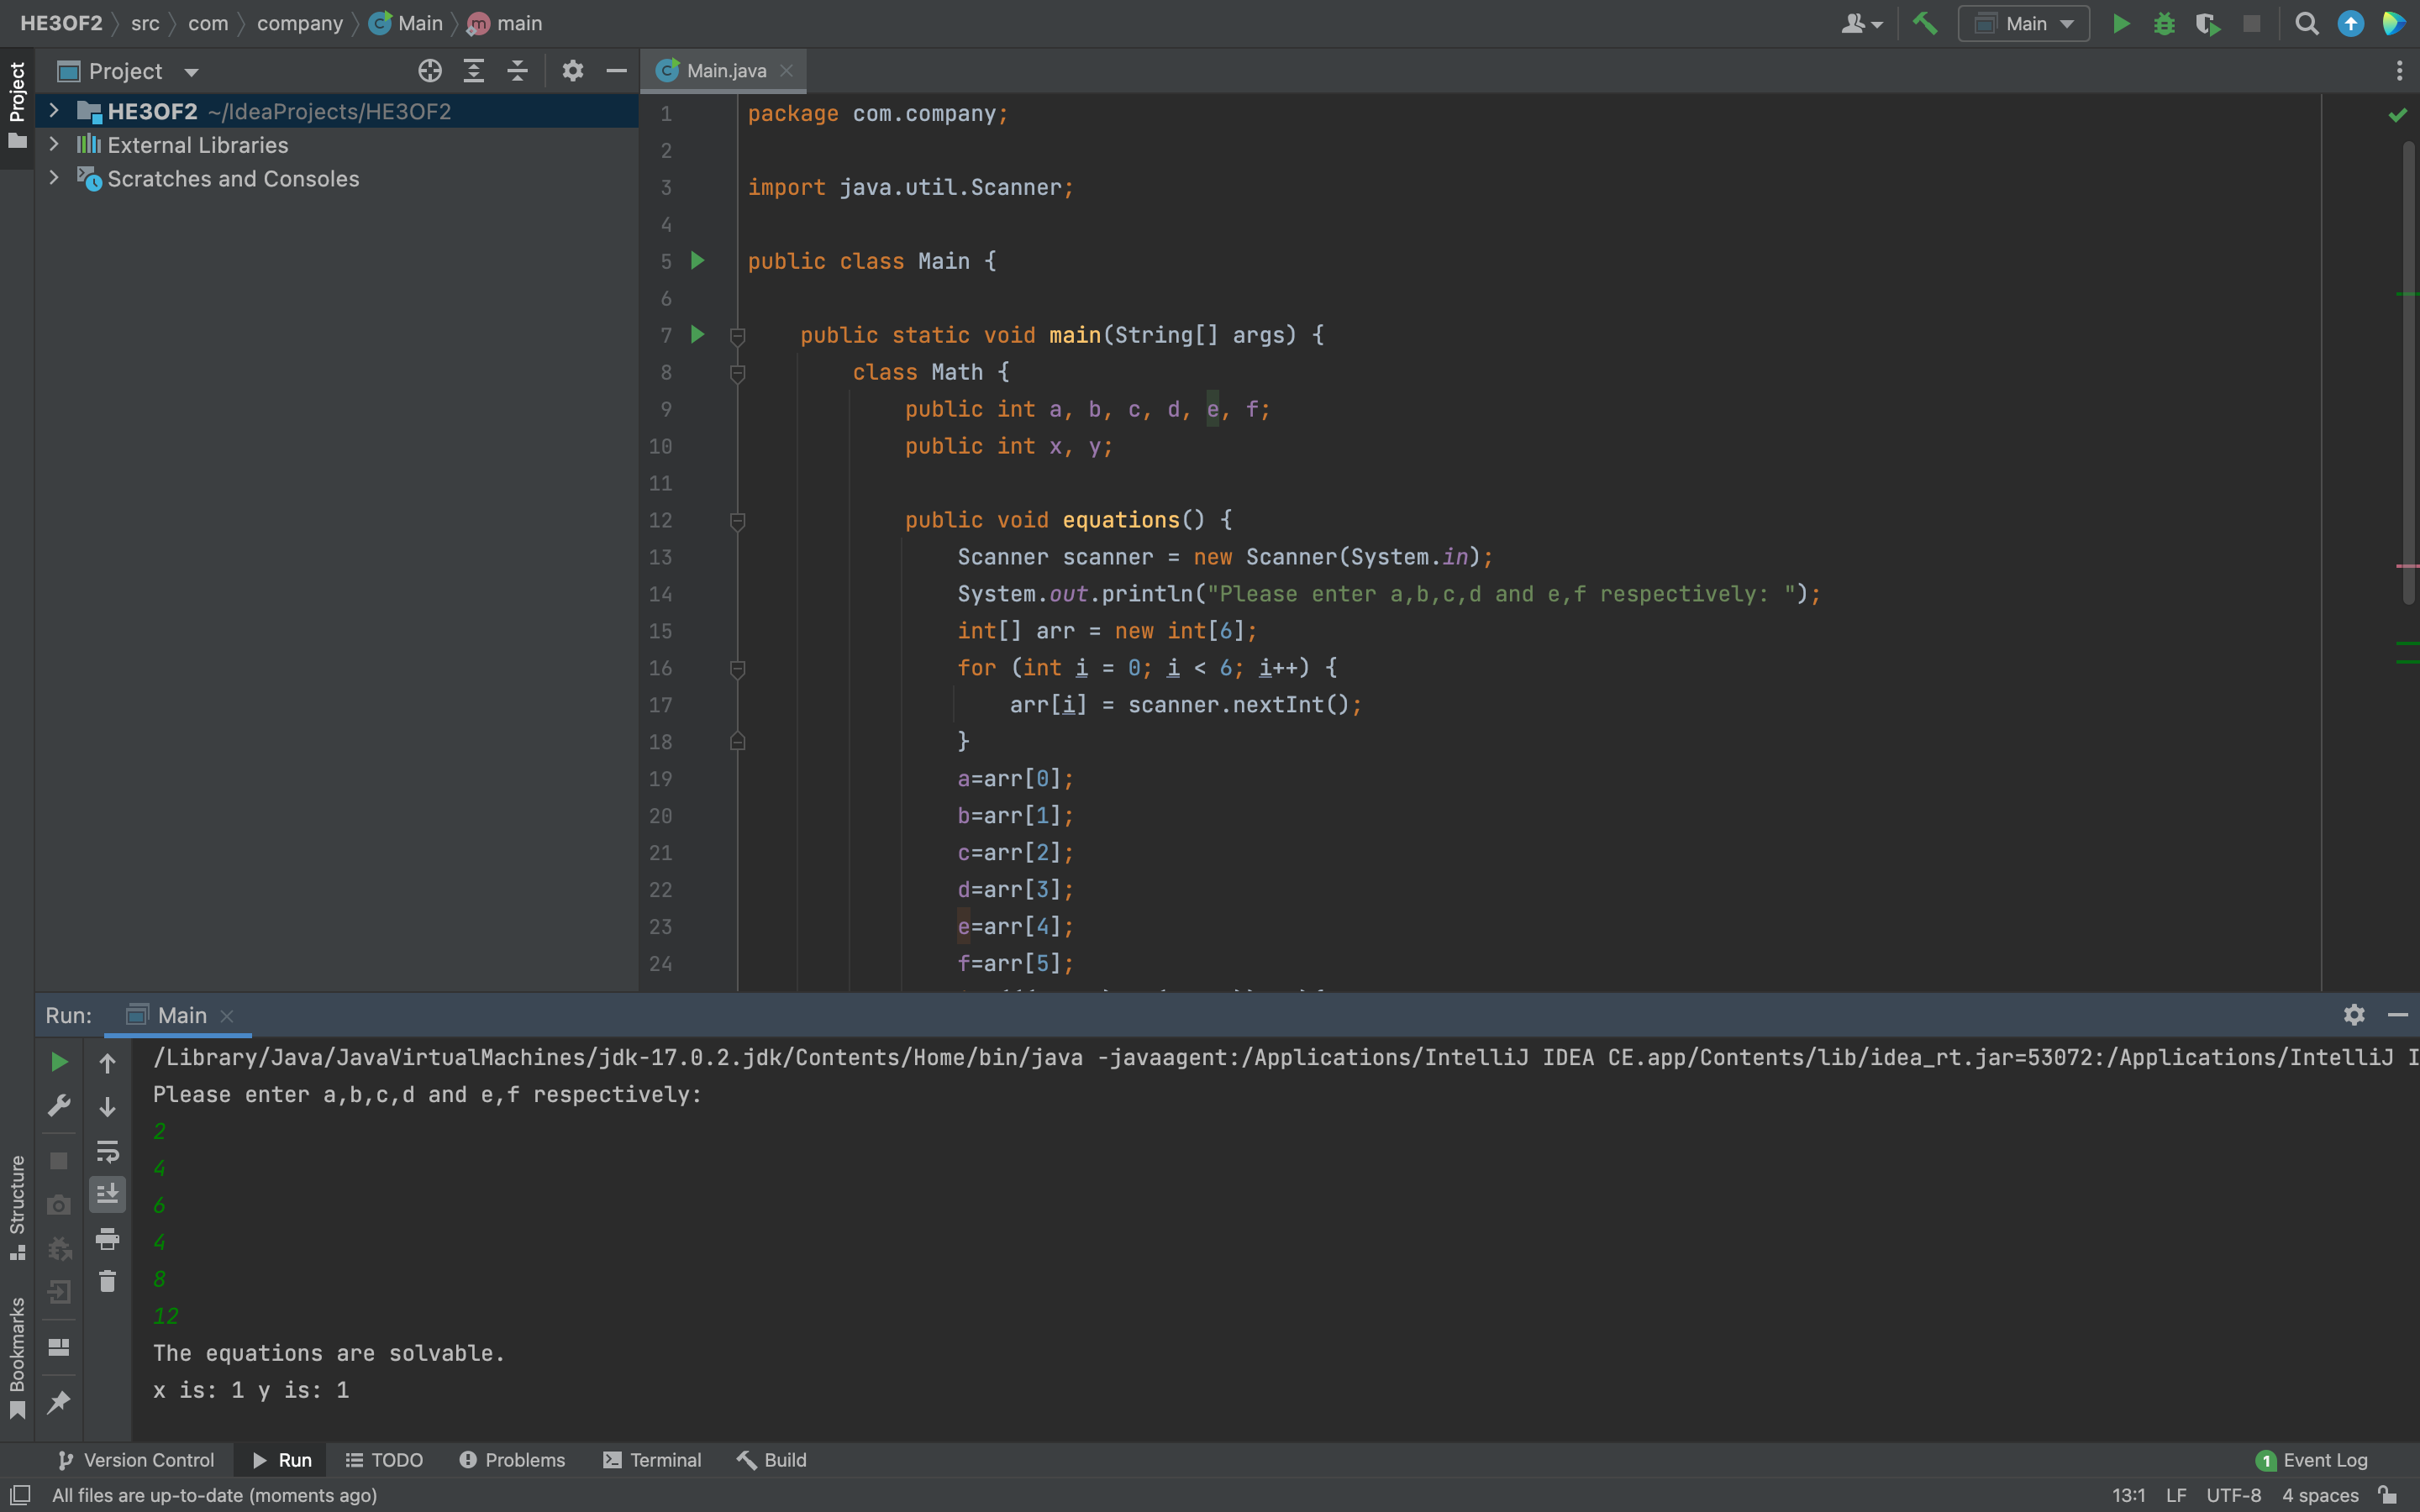 HE3OF2 src com company Main main
Main
Project
Main.java
Project
HE3OF2 ~/IdeaProjects/HE3OF2
External Libraries
Scratches and Consoles
1 package com.company;
2
3 import java.util.Scanner;
4
5 public class Main {
6
7 public static void main(String[] args) {
8 class Math {
9 public int a, b, c, d, e, f;
10 public int x, y;
11
12 public void equations() {
13 Scanner scanner = new Scanner(System.in);
14 System.out.println("Please enter a,b,c,d and e,f respectively: ");
15 int[] arr = new int[6];
16 for (int i = 0; i < 6; i++) {
17 arr[i] = scanner.nextInt();
18 }
19 a=arr[0];
20 b=arr[1];
21 c=arr[2];
22 d=arr[3];
23 e=arr[4];
24 f=arr[5];
Run: Main
/Library/Java/JavaVirtualMachines/jdk-17.0.2.jdk/Contents/Home/bin/java -javaagent:/Applications/IntelliJ IDEA CE.app/Contents/lib/idea_rt.jar=53072:/Applications/IntelliJ I
Please enter a,b,c,d and e,f respectively:
2
4
6
4
8
12
The equations are solvable.
x is: 1 y is: 1
Structure
Bookmarks
Version Control Run TODO Problems Terminal Build
1 Event Log
All files are up-to-date (moments ago)
13:1 LF UTF-8 4 spaces